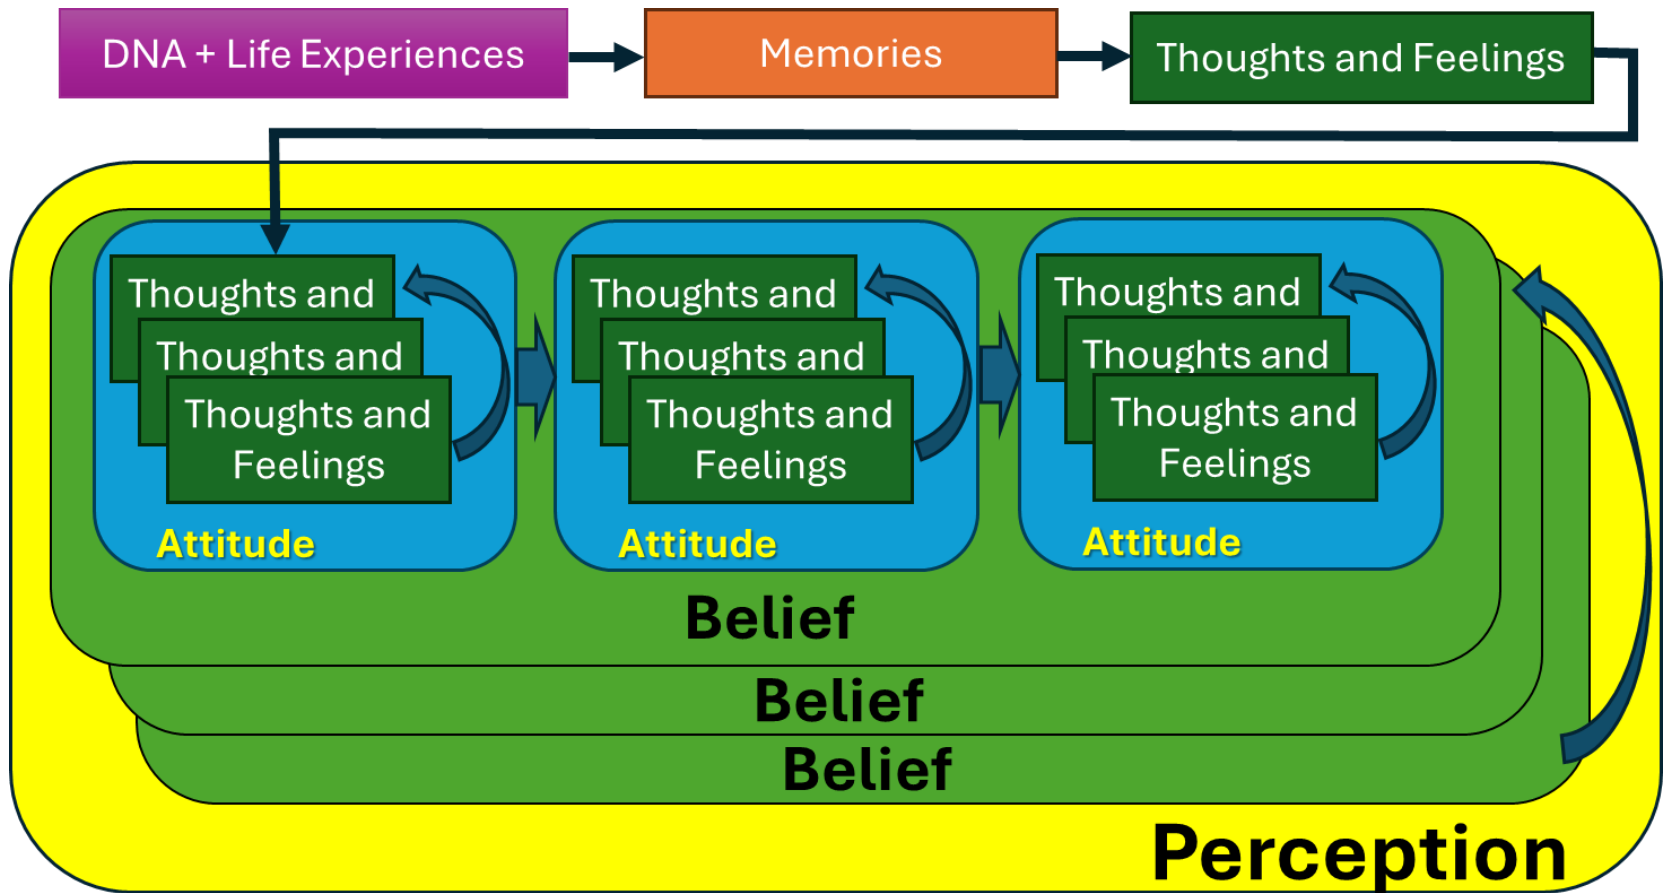 DNA + Life Experiences
Memories
Thoughts and Feelings
Thoughts and
Thoughts and
Thoughts and
Feelings
Attitude
Thoughts and
Thoughts and
Thoughts and
Feelings
Attitude
Thoughts and
Thoughts and
Thoughts and
Feelings
Attitude
Belief
Belief
Belief
Perception